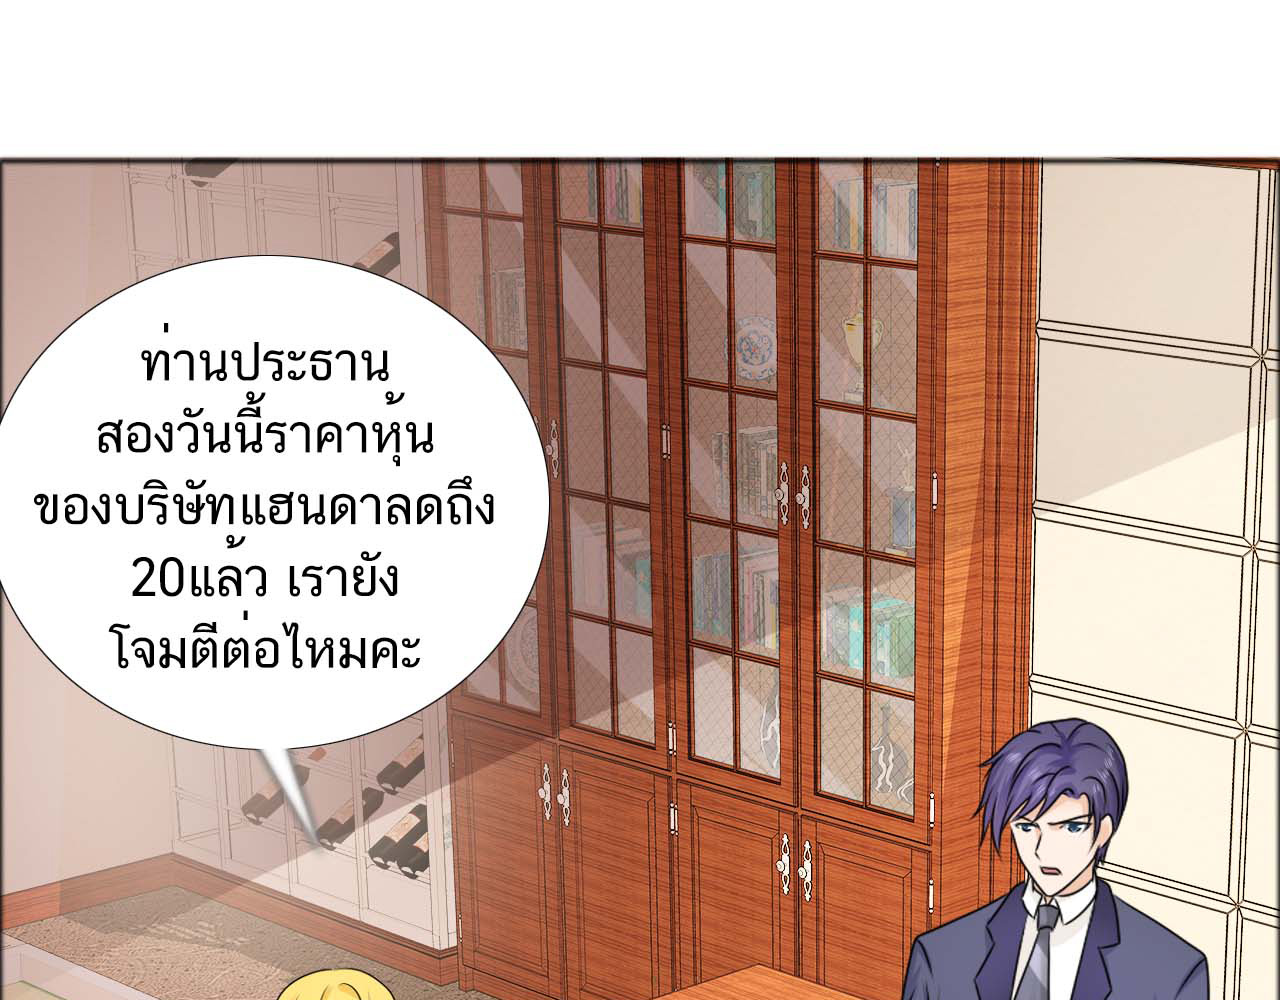 ท่านประธาน
สองวันนี้ราคาหุ้น
ของบริษัทแฮนดาลดถึง
20แล้ว เรายัง
โจมตีต่อไหมคะ